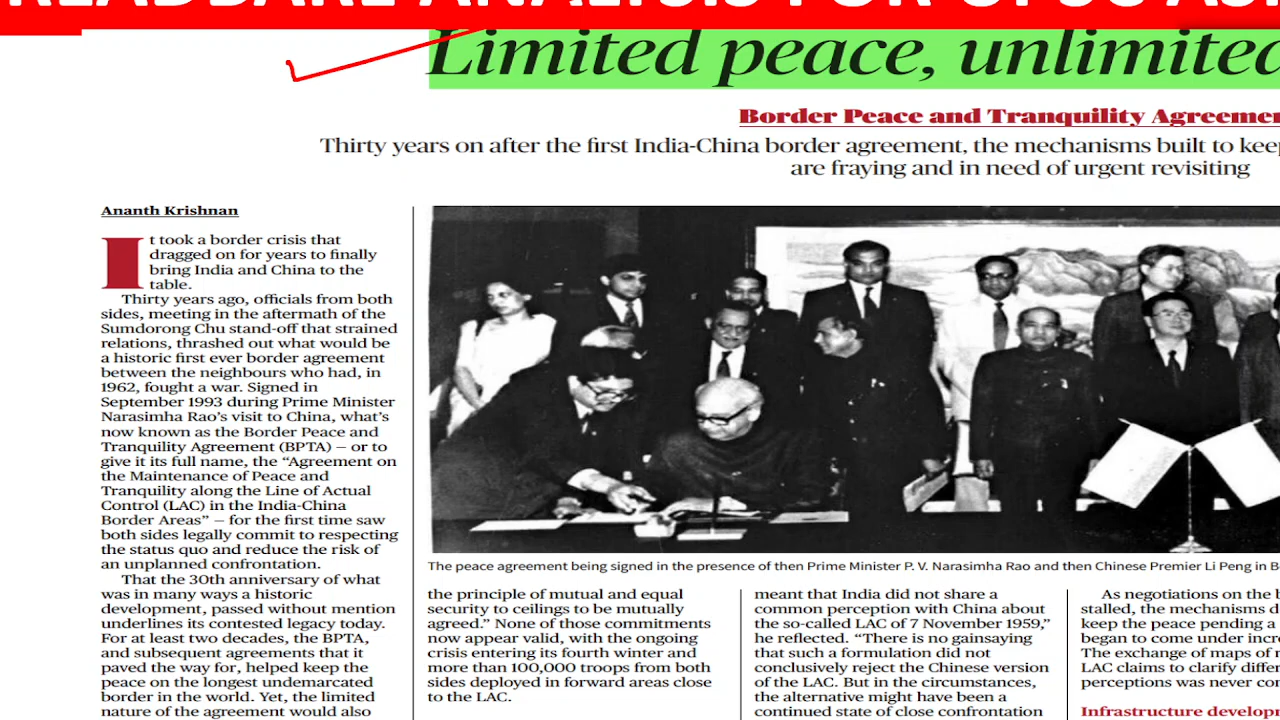 Limited peace, unlimited
Border Peace and Tranquility Agreemen
Thirty years on after the first India-China border agreement, the mechanisms built to keep
are fraying and in need of urgent revisiting
Ananth Krishnan
It took a border crisis that
dragged on for years to finally
bring India and China to the
table.
Thirty years ago, officials from both
sides, meeting in the aftermath of the
Sumdorong Chu stand-off that strained
relations, thrashed out what would be
a historic first ever border agreement
between the neighbours who had, in
1962, fought a war. Signed in
September 1993 during Prime Minister
Narasimha Rao's visit to China, what's
now known as the Border Peace and
Tranquility Agreement (BPTA) — or to
give it its full name, the “Agreement on
the Maintenance of Peace and
Tranquility along the Line of Actual
Control (LAC) in the India-China
Border Areas” — for the first time saw
both sides legally commit to respecting
the status quo and reduce the risk of
an unplanned confrontation.
That the 30th anniversary of what
was in many ways a historic
development, passed without mention
underlines its contested legacy today.
For at least two decades, the BPTA,
and subsequent agreements that it
paved the way for, helped keep the
peace on the longest undemarcated
border in the world. Yet, the limited
nature of the agreement would also
The peace agreement being signed in the presence of then Prime Minister P. V. Narasimha Rao and then Chinese Premier Li Peng in B
the principle of mutual and equal
security to ceilings to be mutually
agreed.” None of those commitments
now appear valid, with the ongoing
crisis entering its fourth winter and
more than 100,000 troops from both
sides deployed in forward areas close
to the LAC.
meant that India did not share a
common perception with China about
the so-called LAC of 7 November 1959,”
he reflected. “There is no gainsaying
that such a formulation did not
conclusively reject the Chinese version
of the LAC. But in the circumstances,
the alternative might have been a
continued state of close confrontation
As negotiations on the b
stalled, the mechanisms d
keep the peace pending a
began to come under incre
The exchange of maps of r
LAC claims to clarify diffe
perceptions was never con
Infrastructure develop